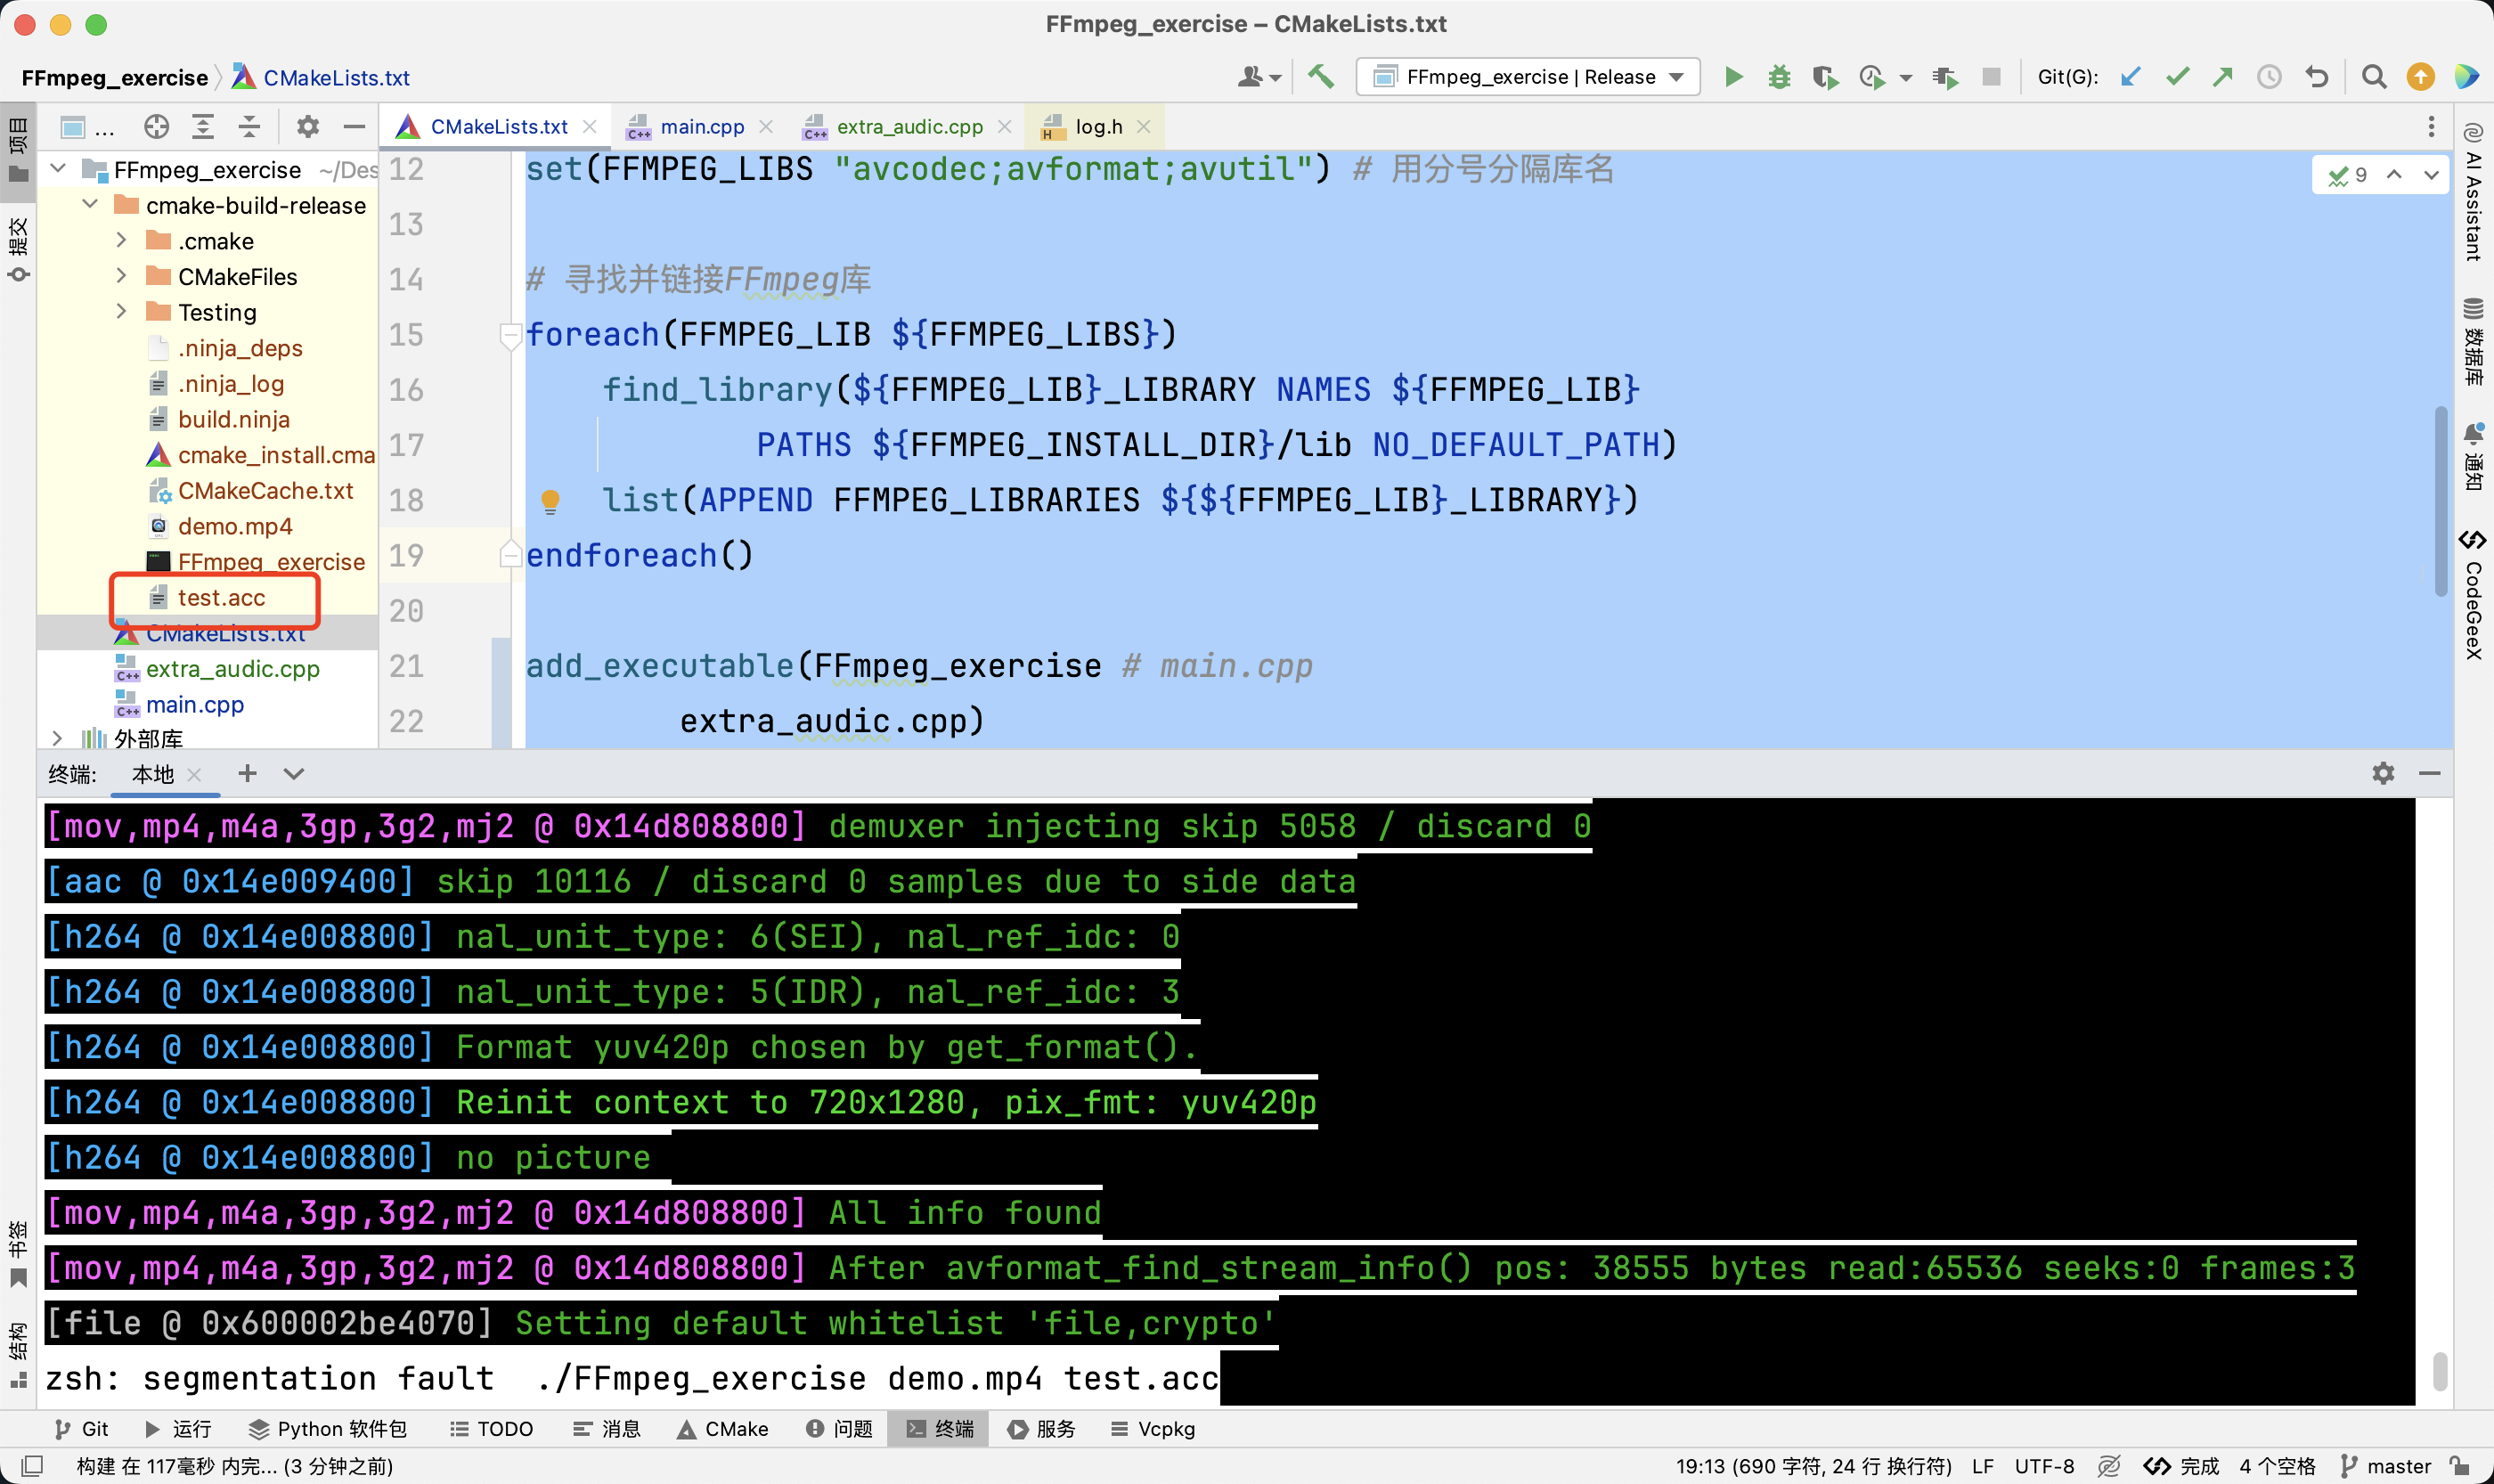 FFmpeg_exercise – CMakeLists.txt
FFmpeg_exercise
CMakeLists.txt
FFmpeg_exercise | Release
Git(G):
项目
提交
书签
结构
...
FFmpeg_exercise ~/Des
cmake-build-release
.cmake
CMakeFiles
Testing
.ninja_deps
.ninja_log
build.ninja
cmake_install.cma
CMakeCache.txt
demo.mp4
FFmpeg_exercise
test.acc
CMakeLists.txt
extra_audic.cpp
main.cpp
外部库
CMakeLists.txt
main.cpp
extra_audic.cpp
log.h
12 set(FFMPEG_LIBS "avcodec;avformat;avutil") # 用分号分隔库名
13
14 # 寻找并链接FFmpeg库
15 foreach(FFMPEG_LIB ${FFMPEG_LIBS})
16 find_library(${FFMPEG_LIB}_LIBRARY NAMES ${FFMPEG_LIB}
17 PATHS ${FFMPEG_INSTALL_DIR}/lib NO_DEFAULT_PATH)
18 list(APPEND FFMPEG_LIBRARIES ${${FFMPEG_LIB}_LIBRARY})
19 endforeach()
20
21 add_executable(FFmpeg_exercise # main.cpp
22 extra_audic.cpp)
9
AI Assistant
数据库
通知
CodeGeeX
终端: 本地
[mov,mp4,m4a,3gp,3g2,mj2 @ 0x14d808800] demuxer injecting skip 5058 / discard 0
[aac @ 0x14e009400] skip 10116 / discard 0 samples due to side data
[h264 @ 0x14e008800] nal_unit_type: 6(SEI), nal_ref_idc: 0
[h264 @ 0x14e008800] nal_unit_type: 5(IDR), nal_ref_idc: 3
[h264 @ 0x14e008800] Format yuv420p chosen by get_format().
[h264 @ 0x14e008800] Reinit context to 720x1280, pix_fmt: yuv420p
[h264 @ 0x14e008800] no picture
[mov,mp4,m4a,3gp,3g2,mj2 @ 0x14d808800] All info found
[mov,mp4,m4a,3gp,3g2,mj2 @ 0x14d808800] After avformat_find_stream_info() pos: 38555 bytes read:65536 seeks:0 frames:3
[file @ 0x600002be4070] Setting default whitelist 'file,crypto'
zsh: segmentation fault  ./FFmpeg_exercise demo.mp4 test.acc
Git 运行 Python 软件包 TODO 消息 CMake 问题 终端 服务 Vcpkg
构建 在 117毫秒 内完... (3 分钟之前) 19:13 (690 字符, 24 行 换行符) LF UTF-8 完成 4 个空格 master